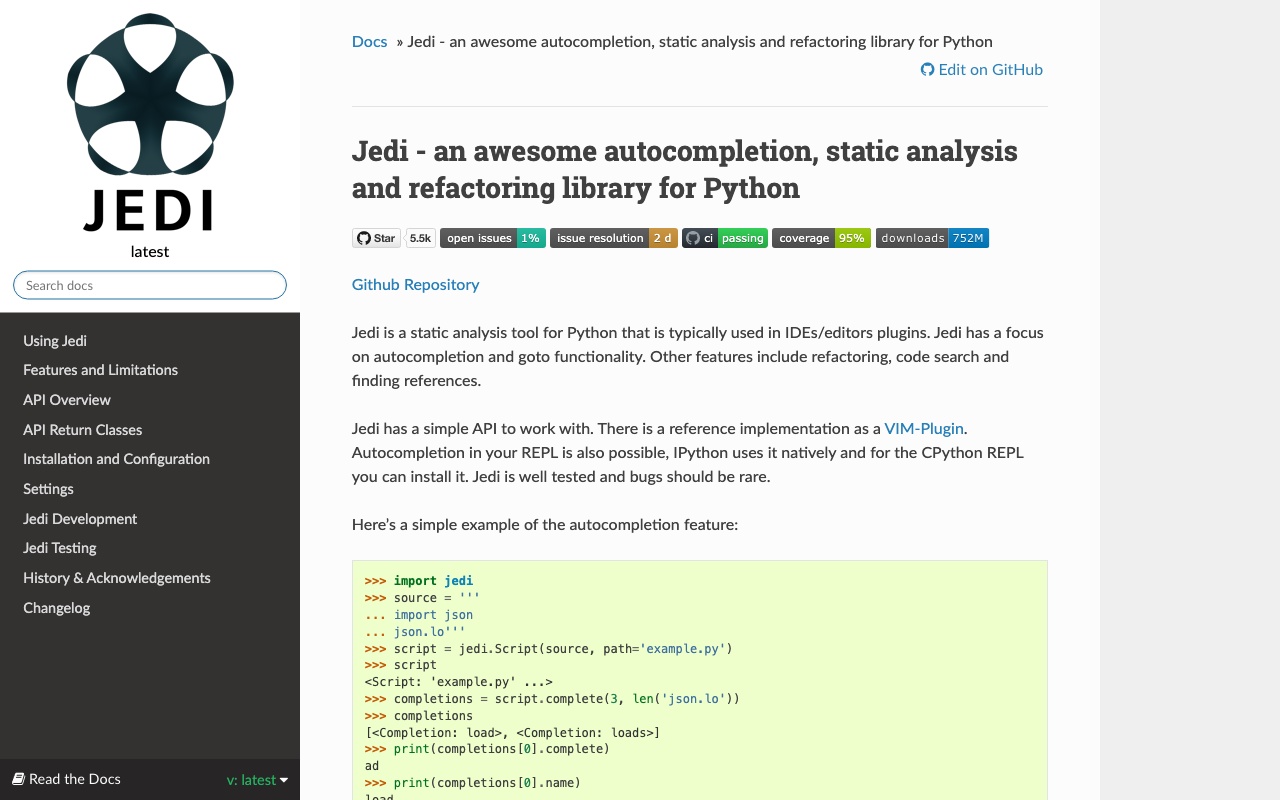 JEDI
latest
Search docs
Using Jedi
Features and Limitations
API Overview
API Return Classes
Installation and Configuration
Settings
Jedi Development
Jedi Testing
History & Acknowledgements
Changelog
Read the Docs v: latest
Docs » Jedi - an awesome autocompletion, static analysis and refactoring library for Python
Edit on GitHub
Jedi - an awesome autocompletion, static analysis
and refactoring library for Python
Star 5.5k open issues 1% issue resolution 2 d ci passing coverage 95% downloads 752M
Github Repository
Jedi is a static analysis tool for Python that is typically used in IDEs/editors plugins. Jedi has a focus
on autocompletion and goto functionality. Other features include refactoring, code search and
finding references.
Jedi has a simple API to work with. There is a reference implementation as a VIM-Plugin.
Autocompletion in your REPL is also possible, IPython uses it natively and for the CPython REPL
you can install it. Jedi is well tested and bugs should be rare.
Here’s a simple example of the autocompletion feature:
>>> import jedi
>>> source = '''
... import json
... json.lo'''
>>> script = jedi.Script(source, path='example.py')
>>> script
<Script: 'example.py' ...>
>>> completions = script.complete(3, len('json.lo'))
>>> completions
[<Completion: load>, <Completion: loads>]
>>> print(completions[0].complete)
ad
>>> print(completions[0].name)
load